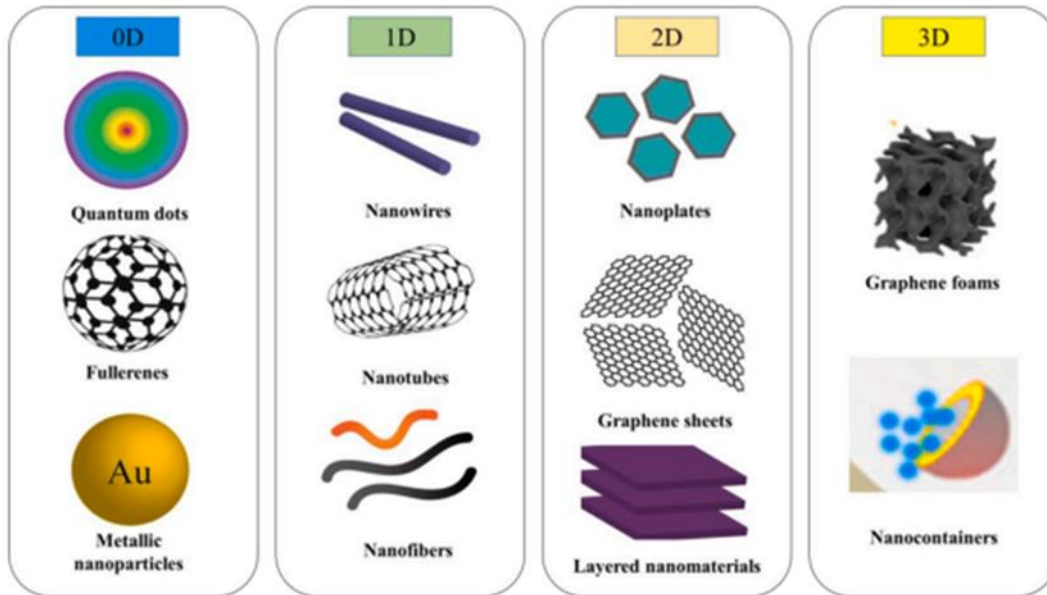 0D
Quantum dots
Fullerenes
Au
Metallic
nanoparticles
1D
Nanowires
Nanotubes
Nanofibers
2D
Nanoplates
Graphene sheets
Layered nanomaterials
3D
Graphene foams
Nanocontainers